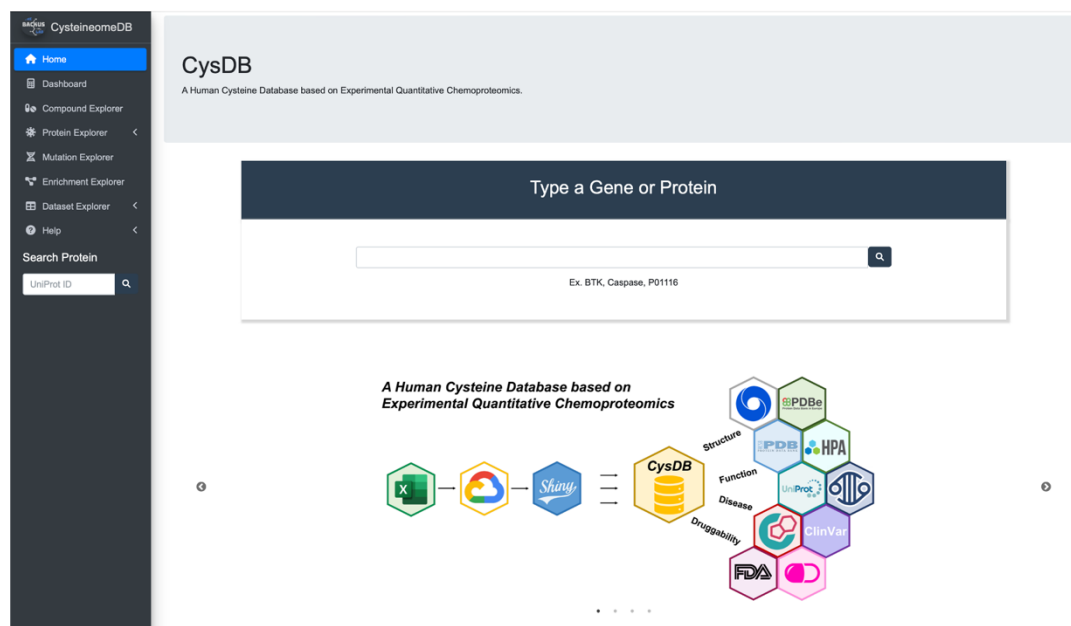 BACKUS
CysteineomeDB
Home
Dashboard
Compound Explorer
Protein Explorer
Mutation Explorer
Enrichment Explorer
Dataset Explorer
Help
Search Protein
UniProt ID
CysDB
A Human Cysteine Database based on Experimental Quantitative Chemoproteomics.
Type a Gene or Protein
Ex. BTK, Caspase, P01116
A Human Cysteine Database based on
Experimental Quantitative Chemoproteomics
X
Shiny
CysDB
Structure
Function
Disease
Druggability
PDBe
PDB
HPA
UniProt
ClinVar
FDA